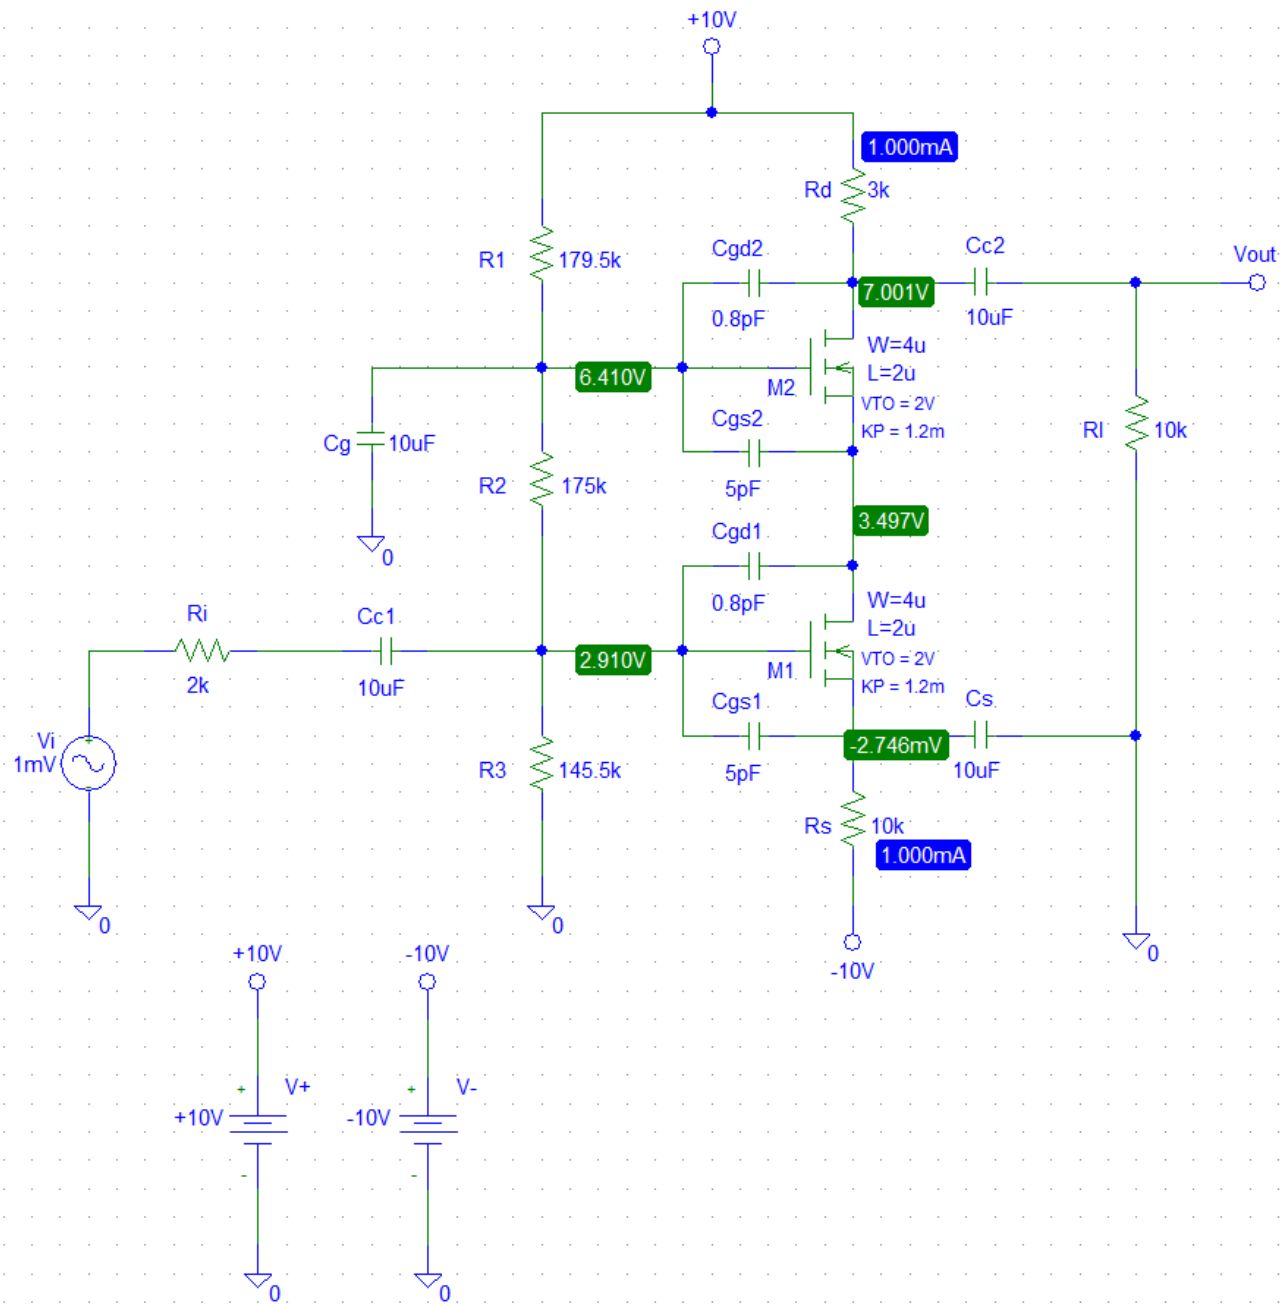 +10V
1.000mA
Rd
3k
Cgd2
Cc2
Vout
R1
179.5k
7.001V
0.8pF
10uF
W=4u
L=2u
6.410V
M2
VTO = 2V
KP = 1.2m
Cgs2
Cg
10uF
Rl
10k
R2
175k
5pF
3.497V
Cgd1
0
0.8pF
W=4u
L=2u
Ri
Cc1
2.910V
M1
VTO = 2V
KP = 1.2m
2k
10uF
Cgs1
Cs
Vi
1mV
-2.746mV
R3
145.5k
5pF
10uF
Rs
10k
1.000mA
0
0
0
+10V
-10V
-10V
+
V+
+
V-
+10V
-10V
-
-
0
0